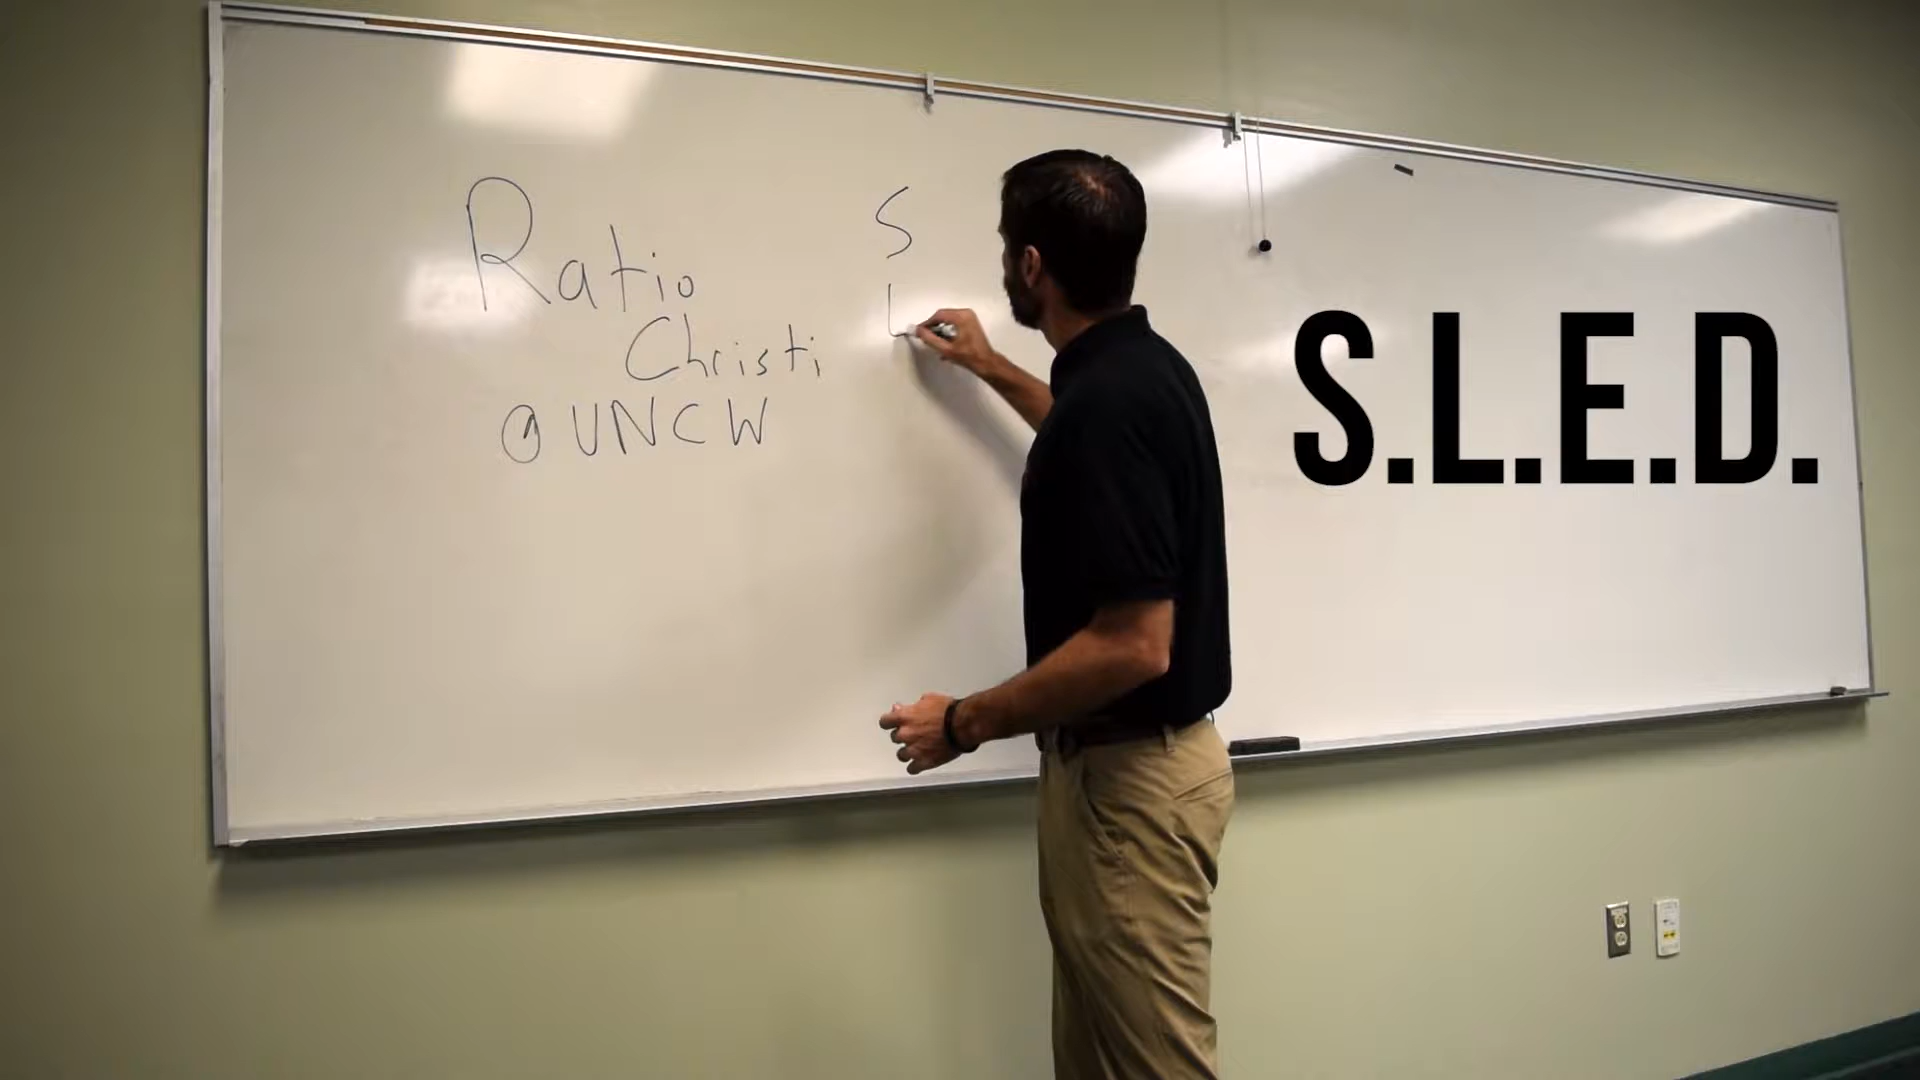 Ratio
Christi
@ UNCW
S
L
S.L.E.D.